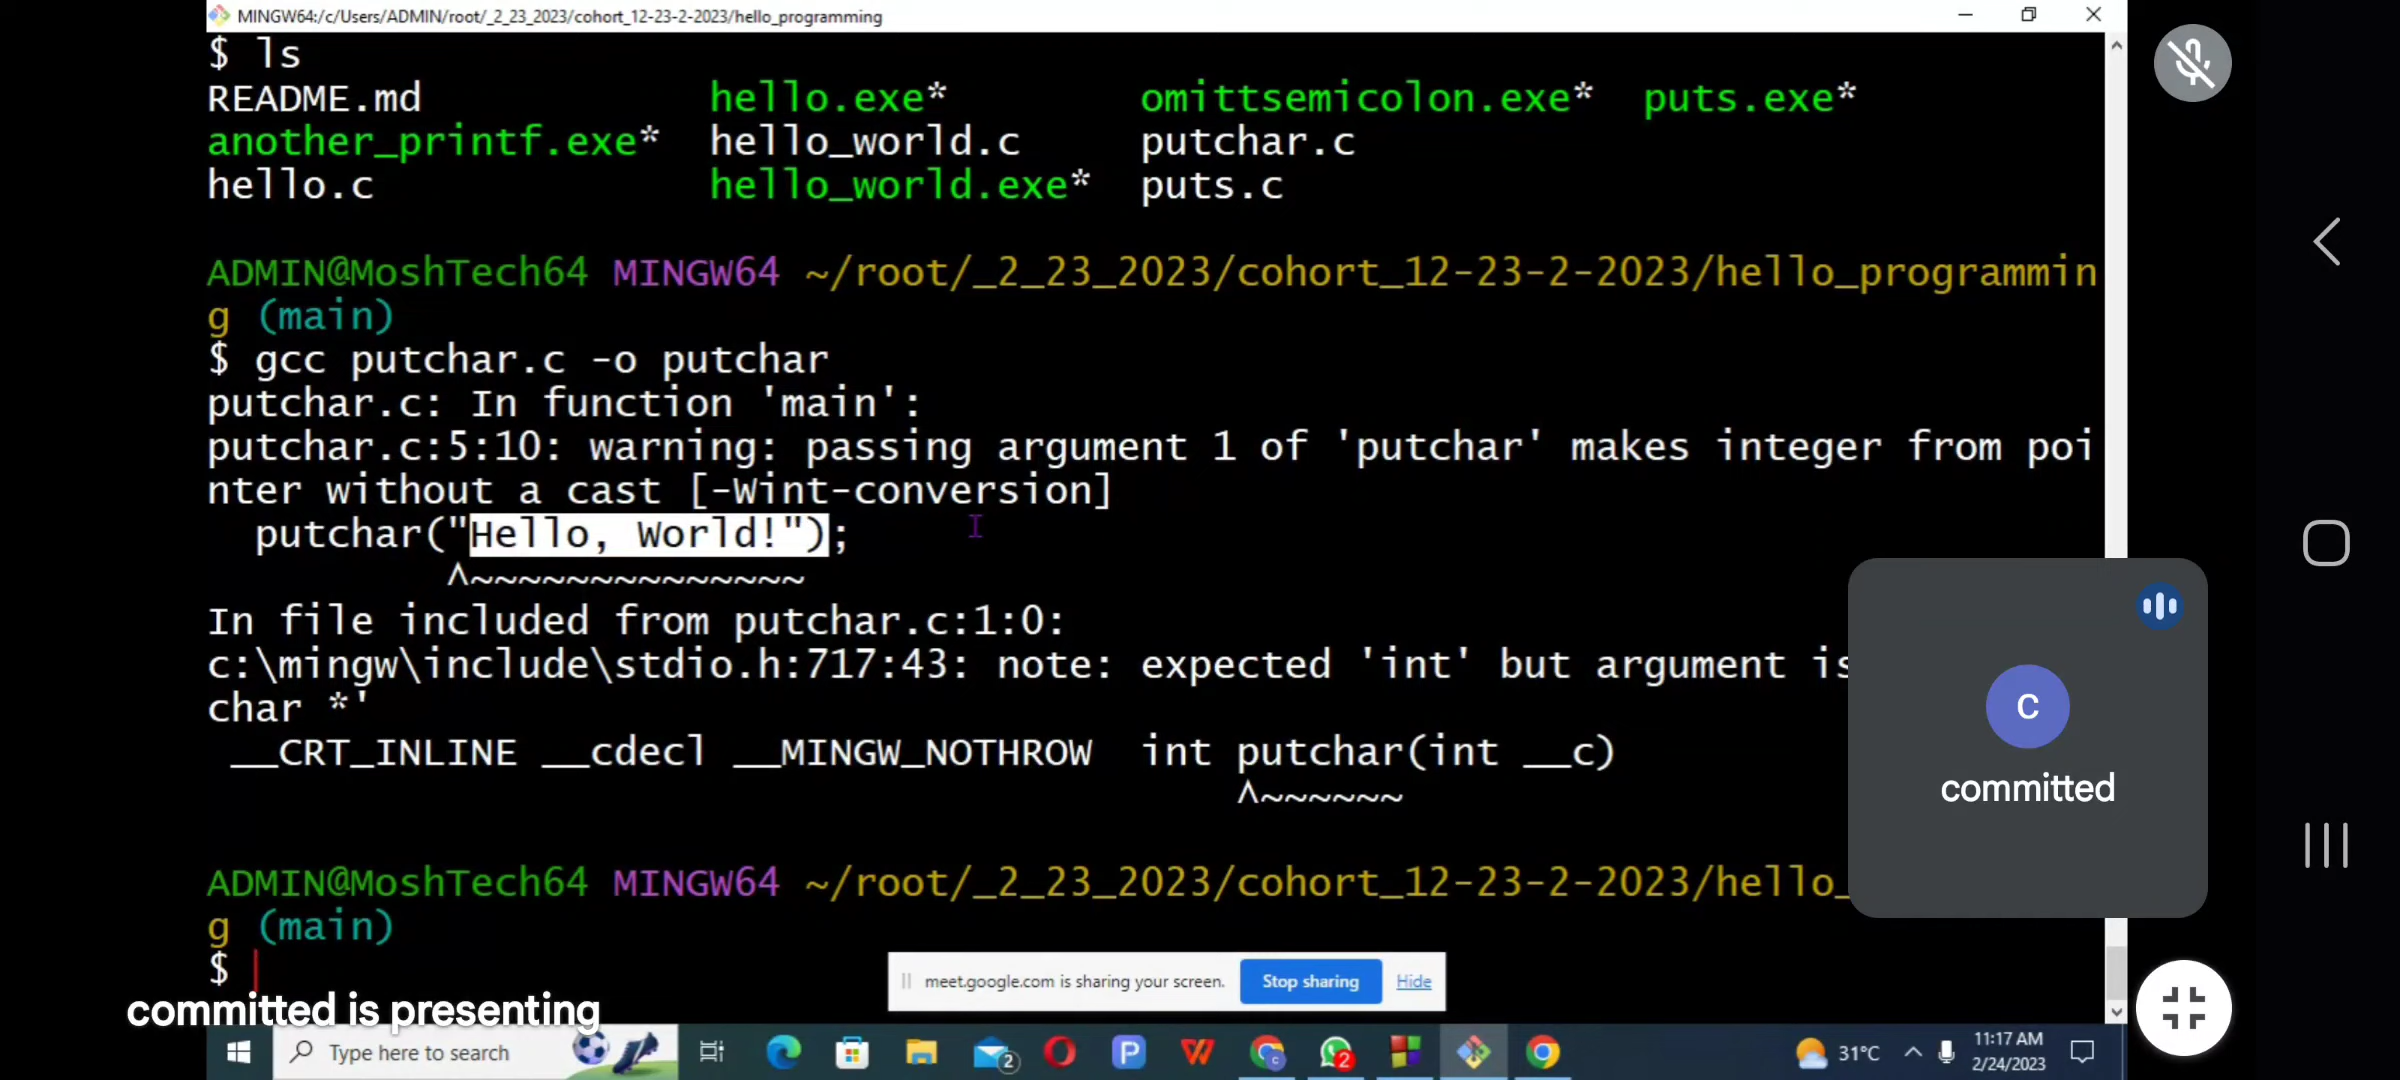 MINGW64:/c/Users/ADMIN/root/_2_23_2023/cohort_12-23-2-2023/hello_programming
$ ls
README.md hello.exe* omittsemicolon.exe* puts.exe*
another_printf.exe* hello_world.c putchar.c
hello.c hello_world.exe* puts.c
ADMIN@MoshTech64 MINGW64 ~/root/_2_23_2023/cohort_12-23-2-2023/hello_programmin
g (main)
$ gcc putchar.c -o putchar
putchar.c: In function 'main':
putchar.c:5:10: warning: passing argument 1 of 'putchar' makes integer from poi
nter without a cast [-Wint-conversion]
putchar("Hello, World!");
^~~~~~~~~~~~~~~
In file included from putchar.c:1:0:
c:\mingw\include\stdio.h:717:43: note: expected 'int' but argument is
char *'
__CRT_INLINE __cdecl __MINGW_NOTHROW int putchar(int __c)
^~~~~~~
C
committed
ADMIN@MoshTech64 MINGW64 ~/root/_2_23_2023/cohort_12-23-2-2023/hello_
g (main)
$
meet.google.com is sharing your screen. Stop sharing Hide
committed is presenting
Type here to search
2
P
W
C
2
31°C
11:17 AM
2/24/2023